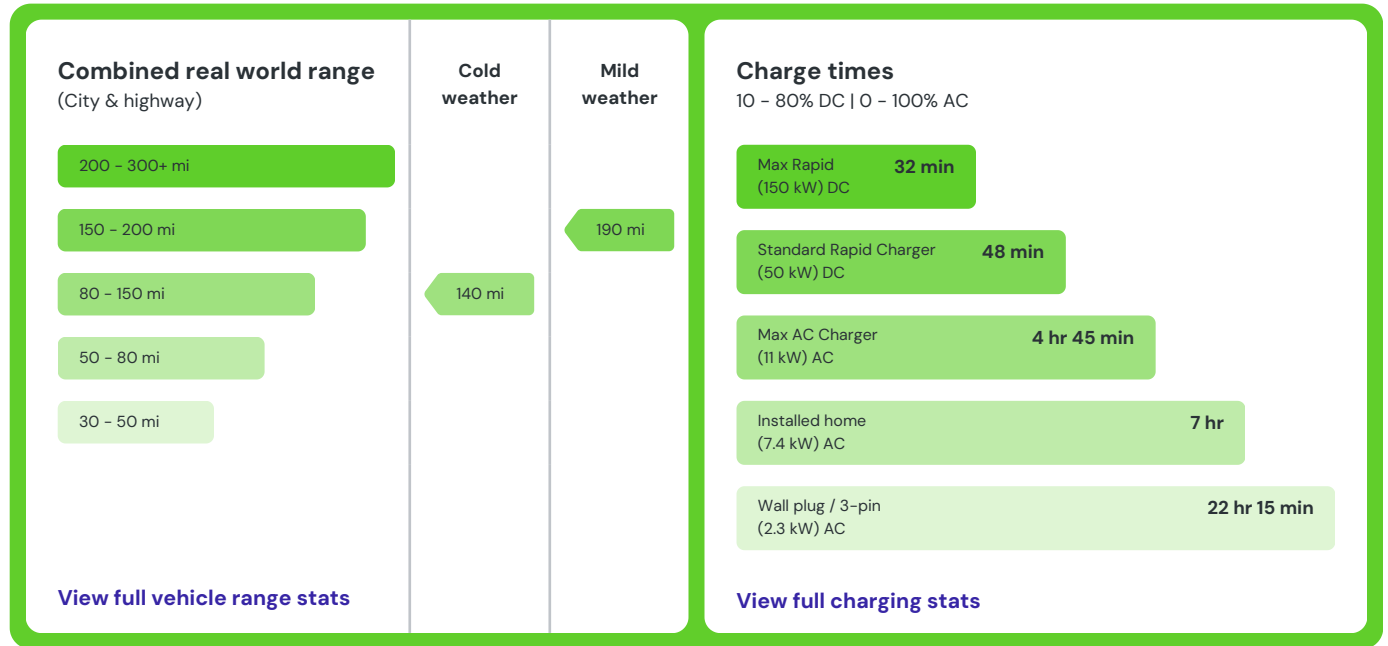 Combined real world range
(City & highway)
Cold
weather
Mild
weather
200 - 300+ mi
150 - 200 mi
190 mi
80 - 150 mi
140 mi
50 - 80 mi
30 - 50 mi
View full vehicle range stats
Charge times
10 - 80% DC | 0 - 100% AC
Max Rapid
(150 kW) DC
32 min
Standard Rapid Charger
(50 kW) DC
48 min
Max AC Charger
(11 kW) AC
4 hr 45 min
Installed home
(7.4 kW) AC
7 hr
Wall plug / 3-pin
(2.3 kW) AC
22 hr 15 min
View full charging stats